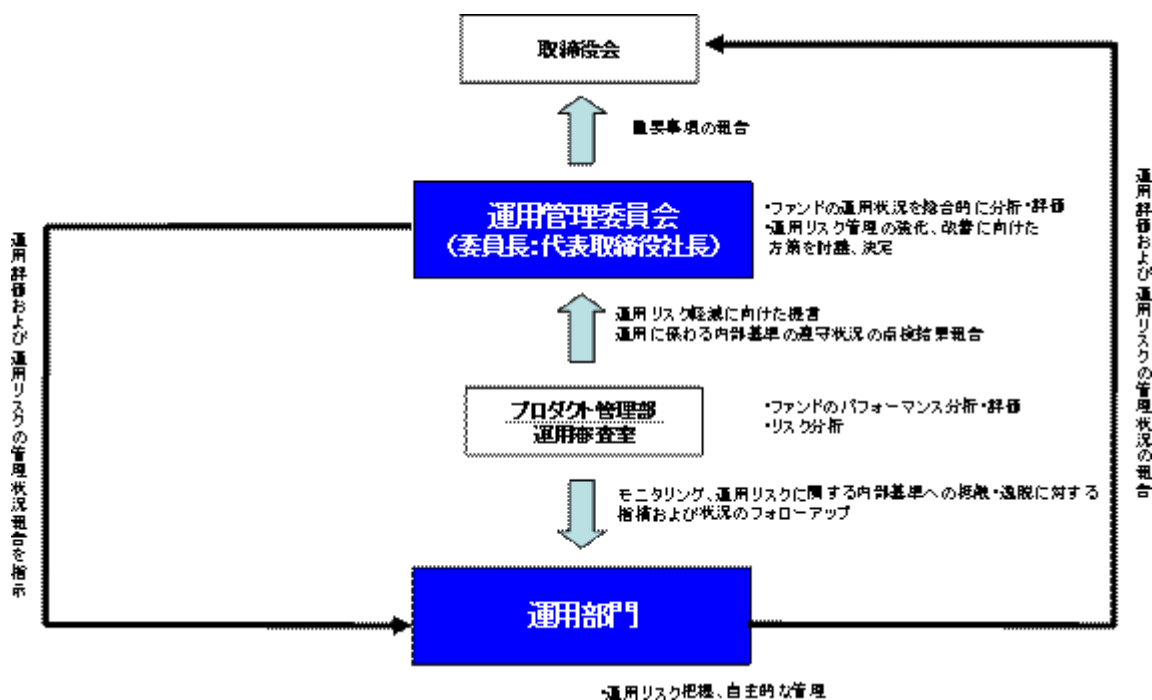 取締役会
重要事項の報告
運用管理委員会
(委員長:代表取締役社長)
・ファンドの運用状況を総合的に分析・評価
・運用リスク管理の強化、改善に向けた
方策を討議、決定
運用評価および運用リスクの管理状況報告を指示
運用評価および運用リスクの管理状況の報告
運用リスク軽減に向けた提言
運用に係わる内部基準の遵守状況の点検結果報告
プロダクト管理部
運用審査室
・ファンドのパフォーマンス分析・評価
・リスク分析
モニタリング、運用リスクに関する内部基準への抵触・逸脱に対する
指摘および状況のフォローアップ
運用部門
・運用リスク把握、自主的な管理